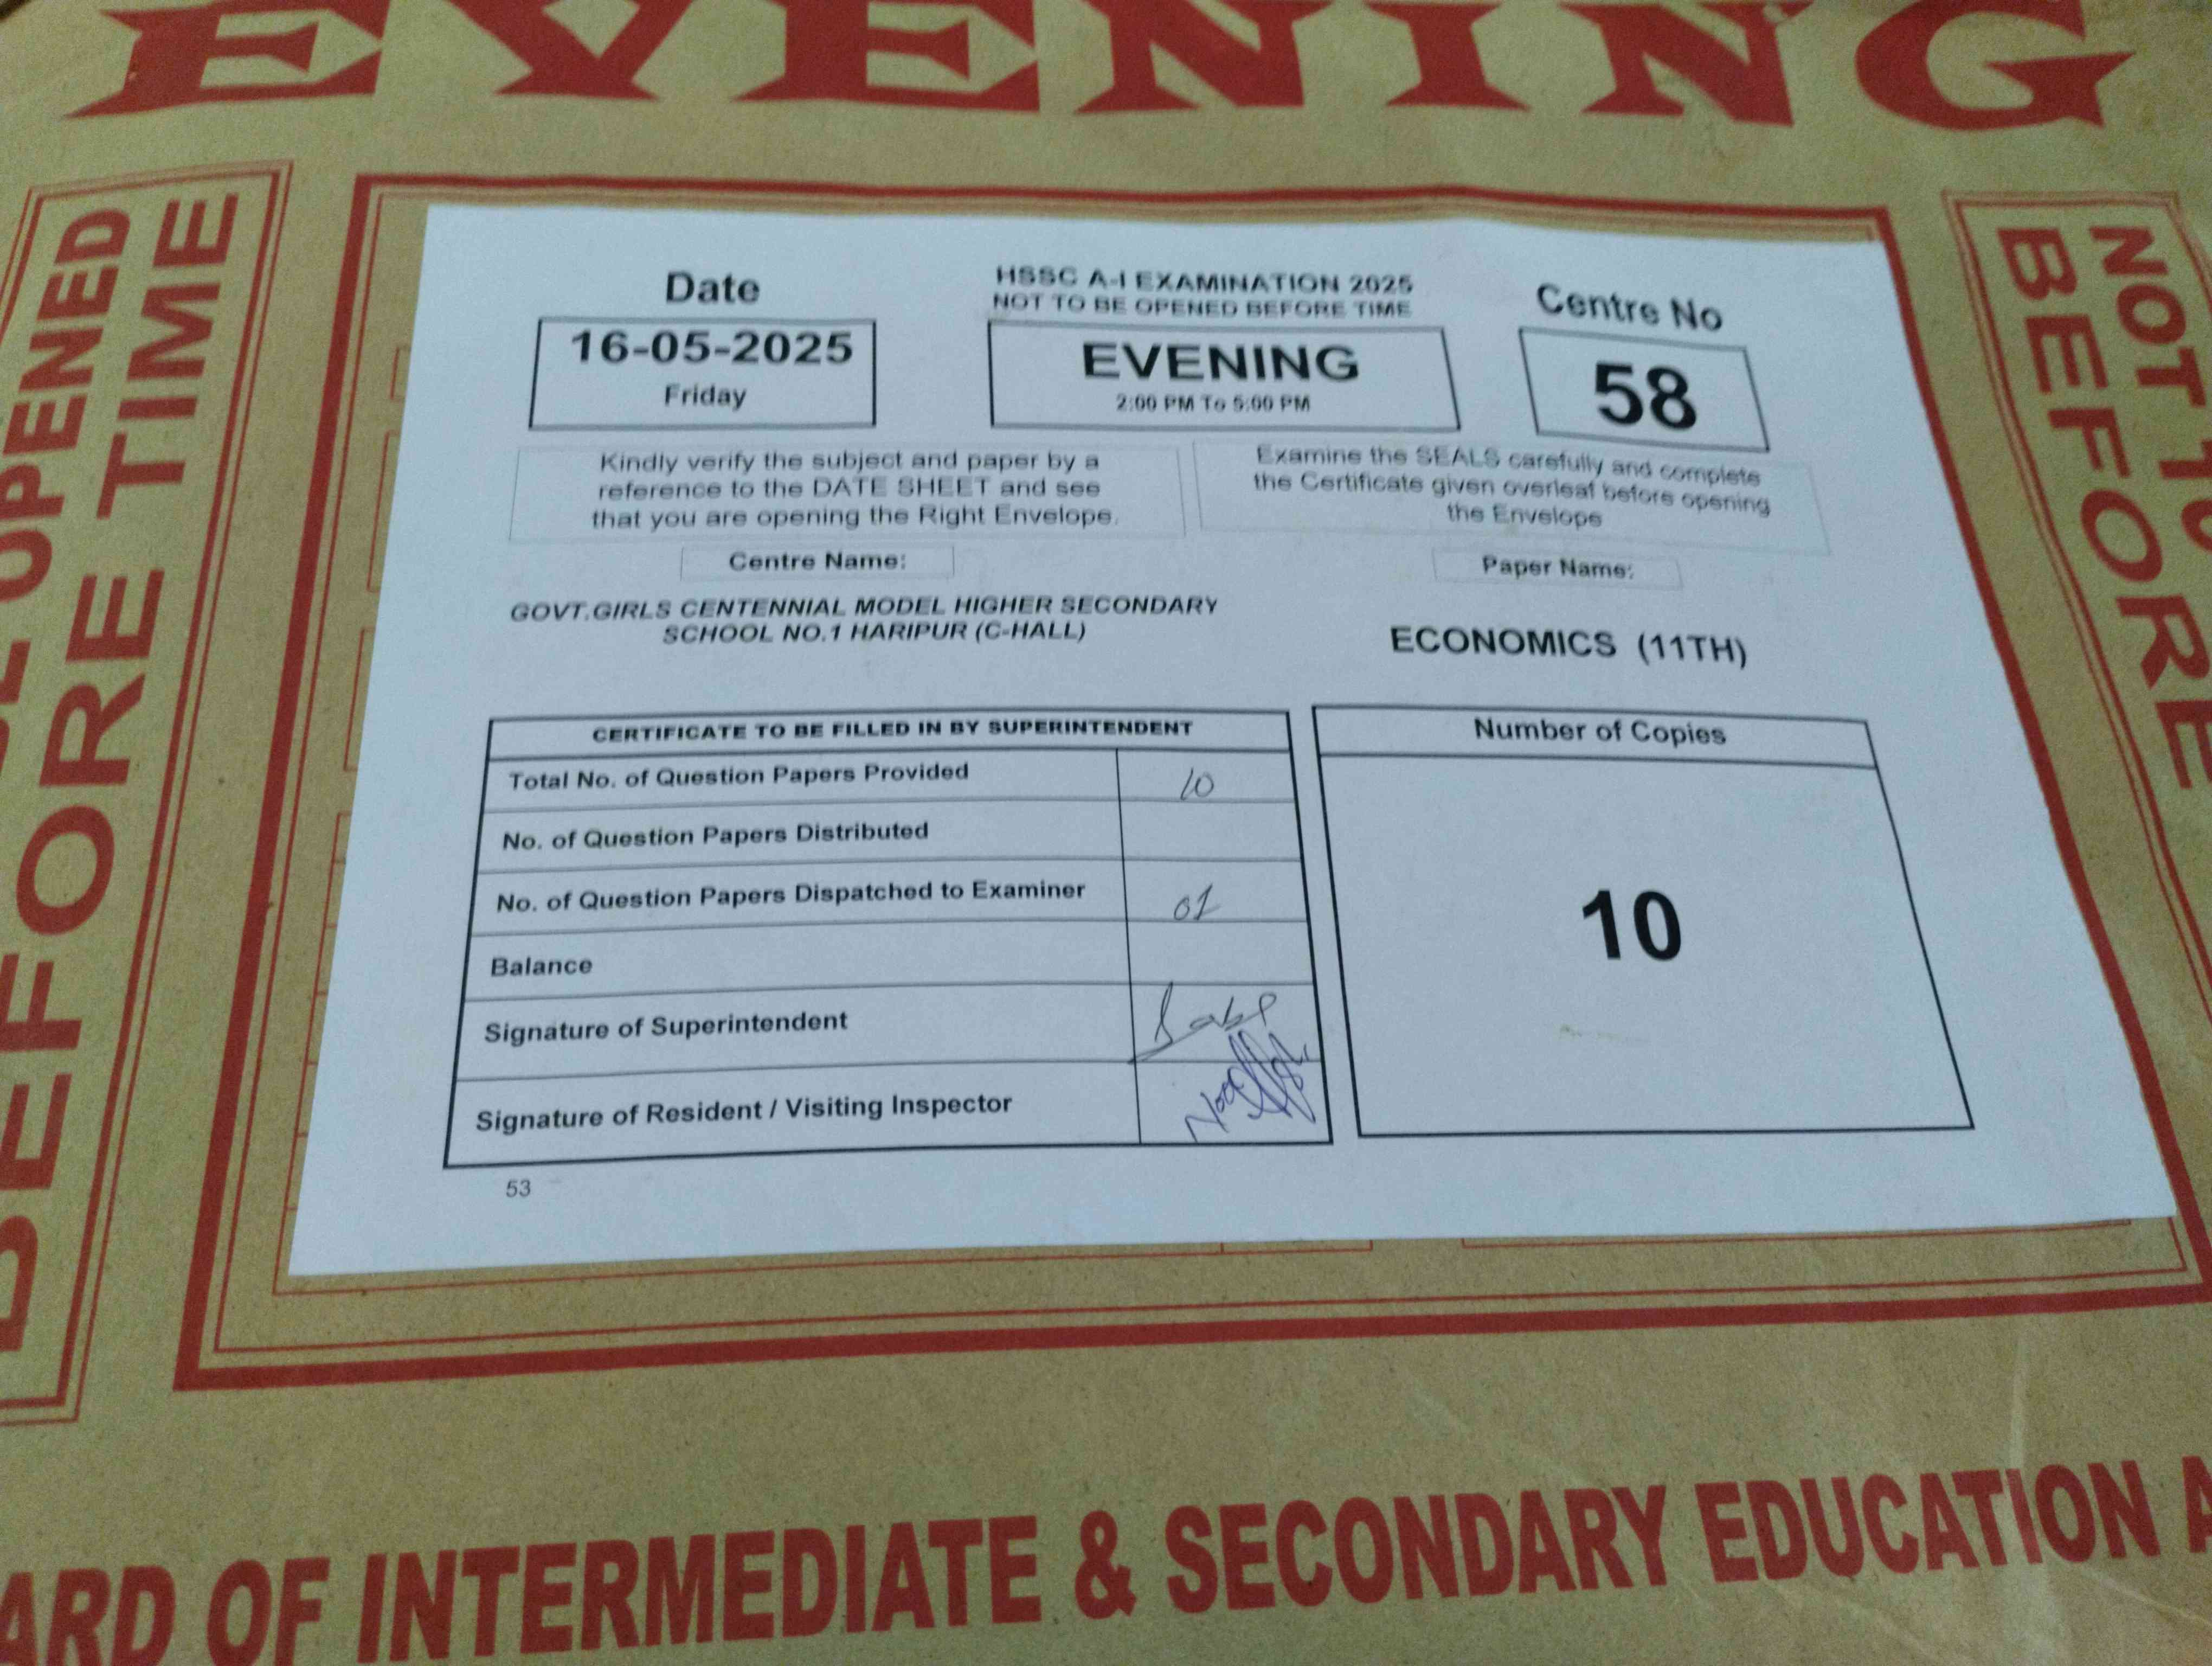 EVENING
OPENED
BEFORE TIME
NOT TO
BEFORE
Date
16-05-2025
Friday
HSSC A-I EXAMINATION 2025
NOT TO BE OPENED BEFORE TIME
EVENING
2:00 PM To 5:00 PM
Centre No
58
Kindly verify the subject and paper by a
reference to the DATE SHEET and see
that you are opening the Right Envelope.
Examine the SEALS carefully and complete
the Certificate given overleaf before opening
the Envelope
Centre Name:
GOVT.GIRLS CENTENNIAL MODEL HIGHER SECONDARY
SCHOOL NO.1 HARIPUR (C-HALL)
Paper Name:
ECONOMICS (11TH)
CERTIFICATE TO BE FILLED IN BY SUPERINTENDENT
Total No. of Question Papers Provided 10
No. of Question Papers Distributed
No. of Question Papers Dispatched to Examiner 01
Balance
Signature of Superintendent
Signature of Resident / Visiting Inspector
Number of Copies
10
53
ARD OF INTERMEDIATE & SECONDARY EDUCATION A